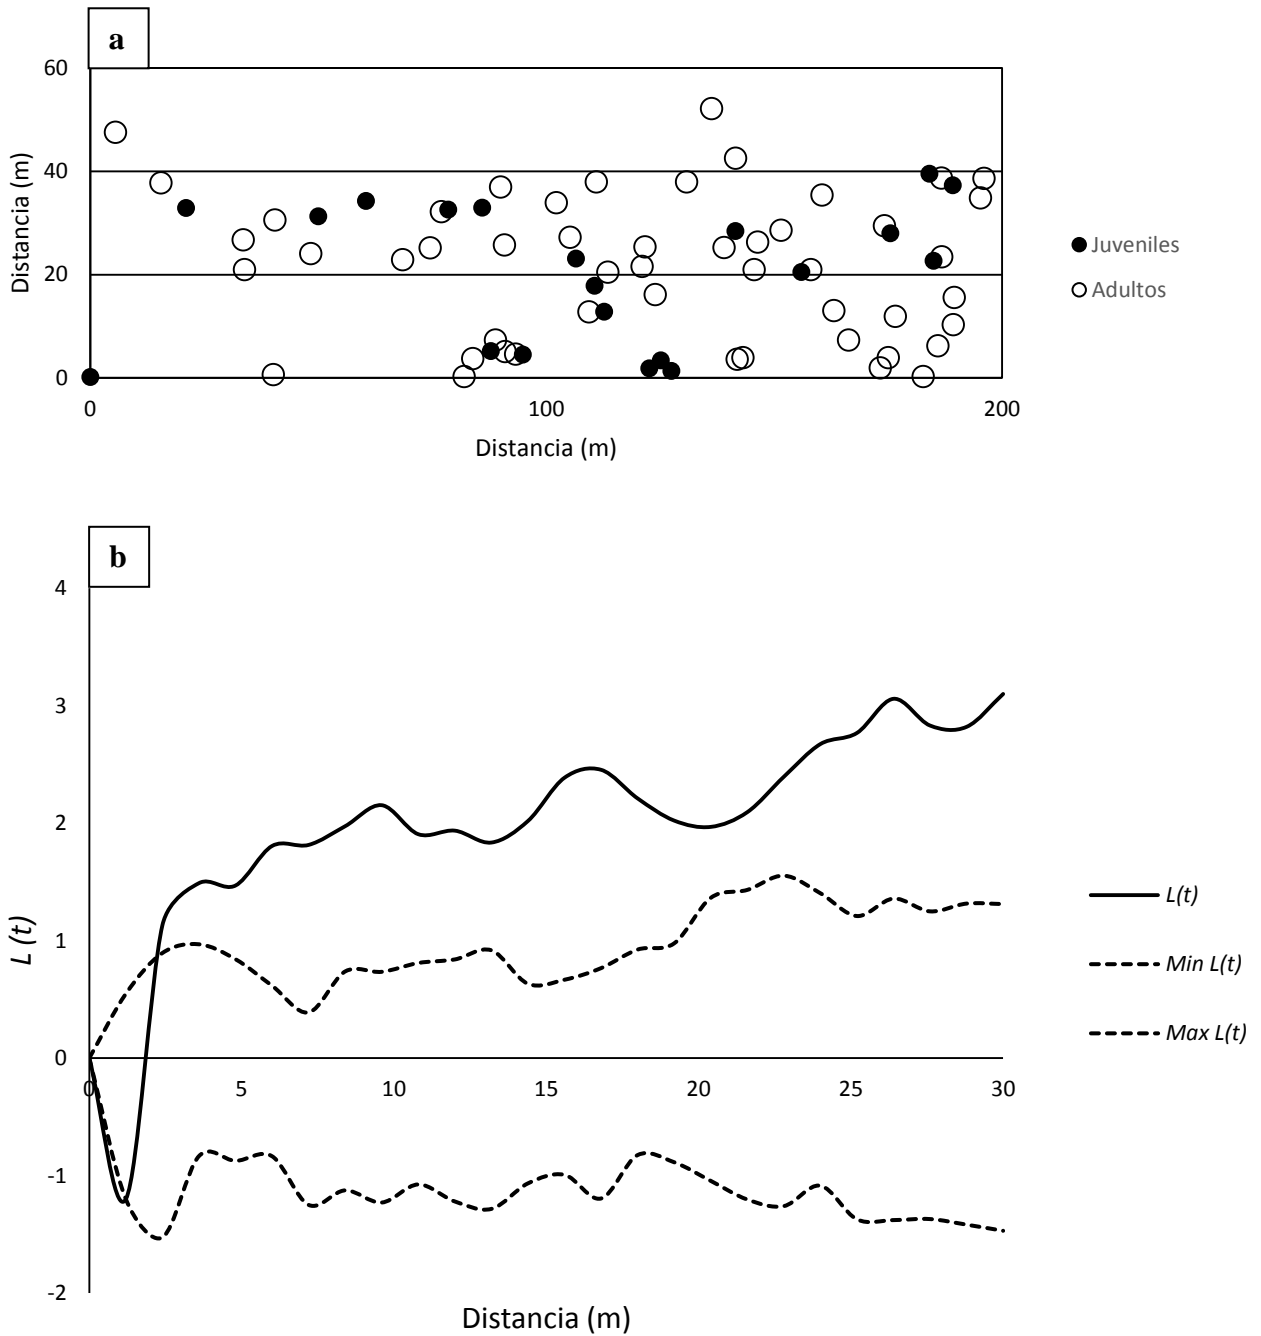 a
60
40
20
0
0 100 200
Distancia (m)
Distancia (m)
Juveniles
Adultos
b
4
3
2
1
0
-1
-2
0 5 10 15 20 25 30
L (t)
Distancia (m)
L(t)
Min L(t)
Max L(t)